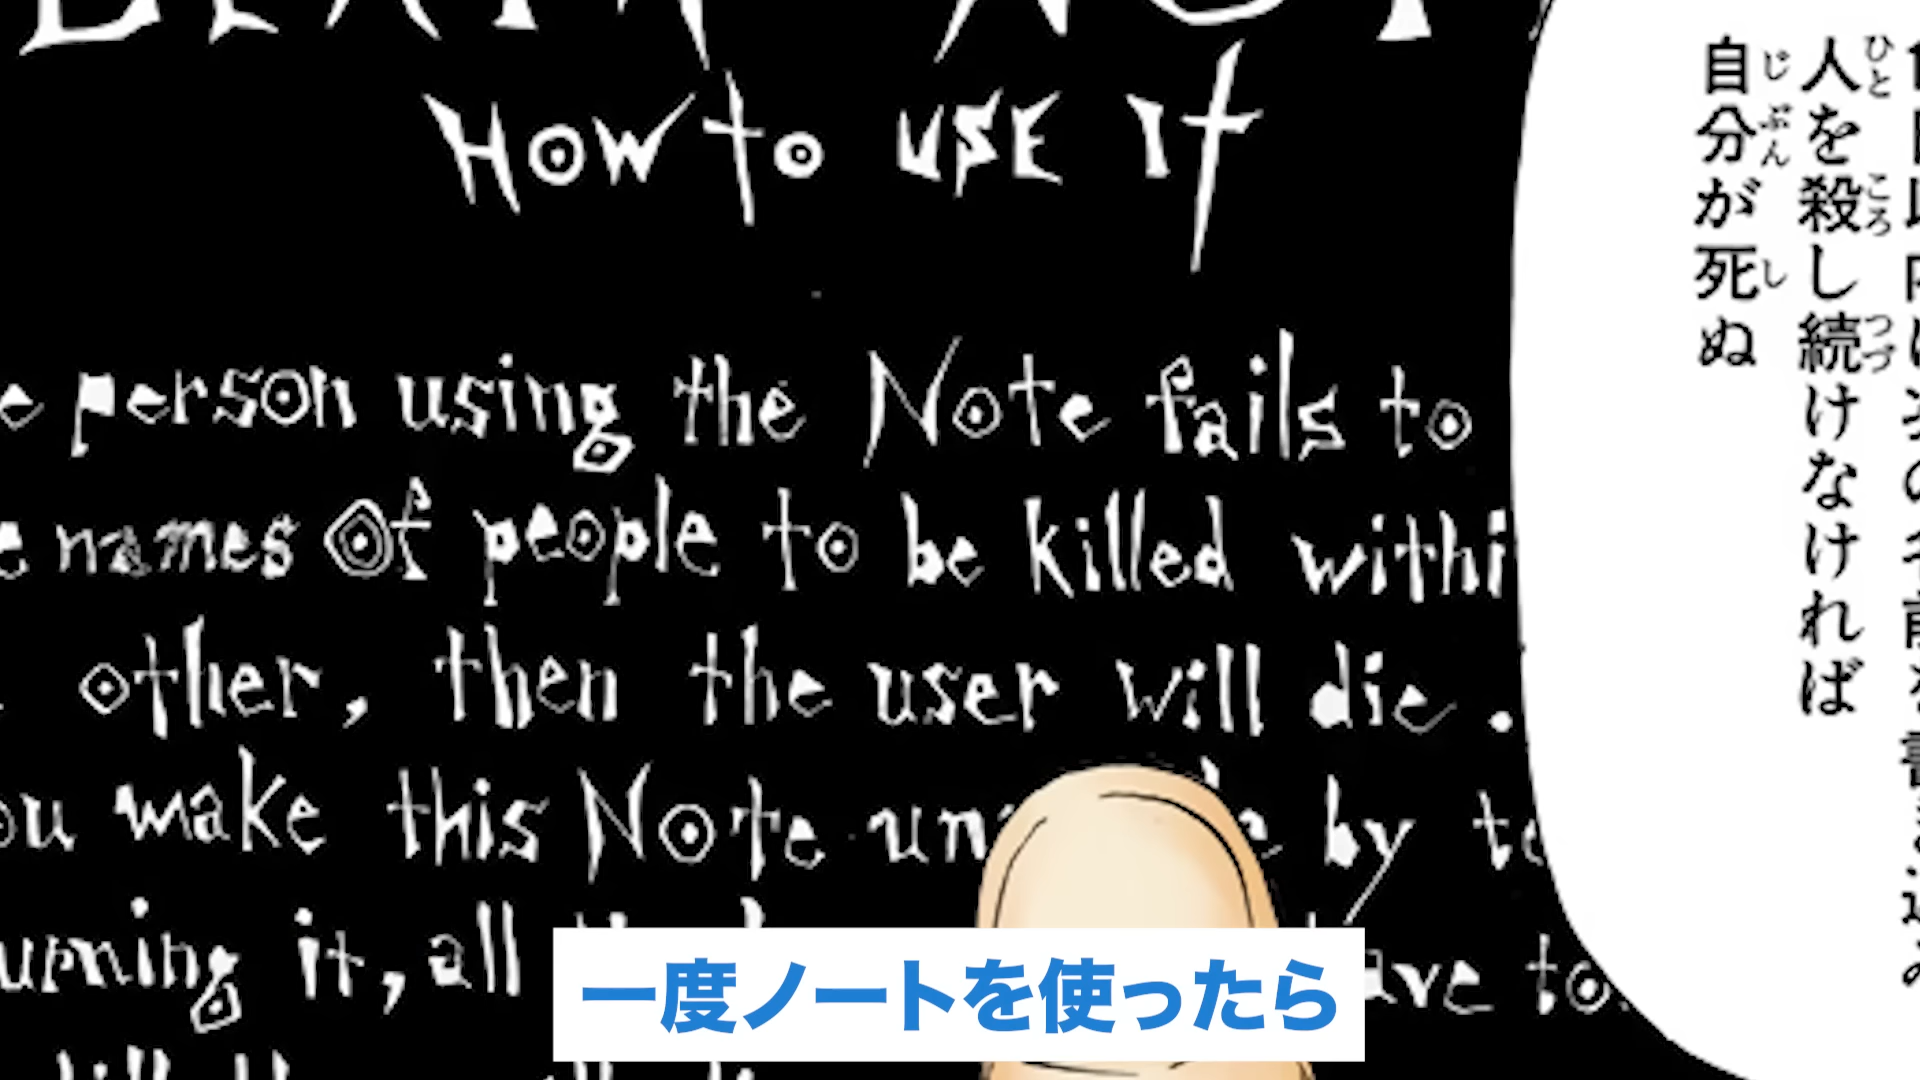 DEATH NOT
HOW to USE It
e person using the Note fails to
e names of people to be killed withi
other, then the user will die.
ou make this Note un e by te
urning it, all ave to
人を殺し続けなければ
自分が死ぬ
一度ノートを使ったら